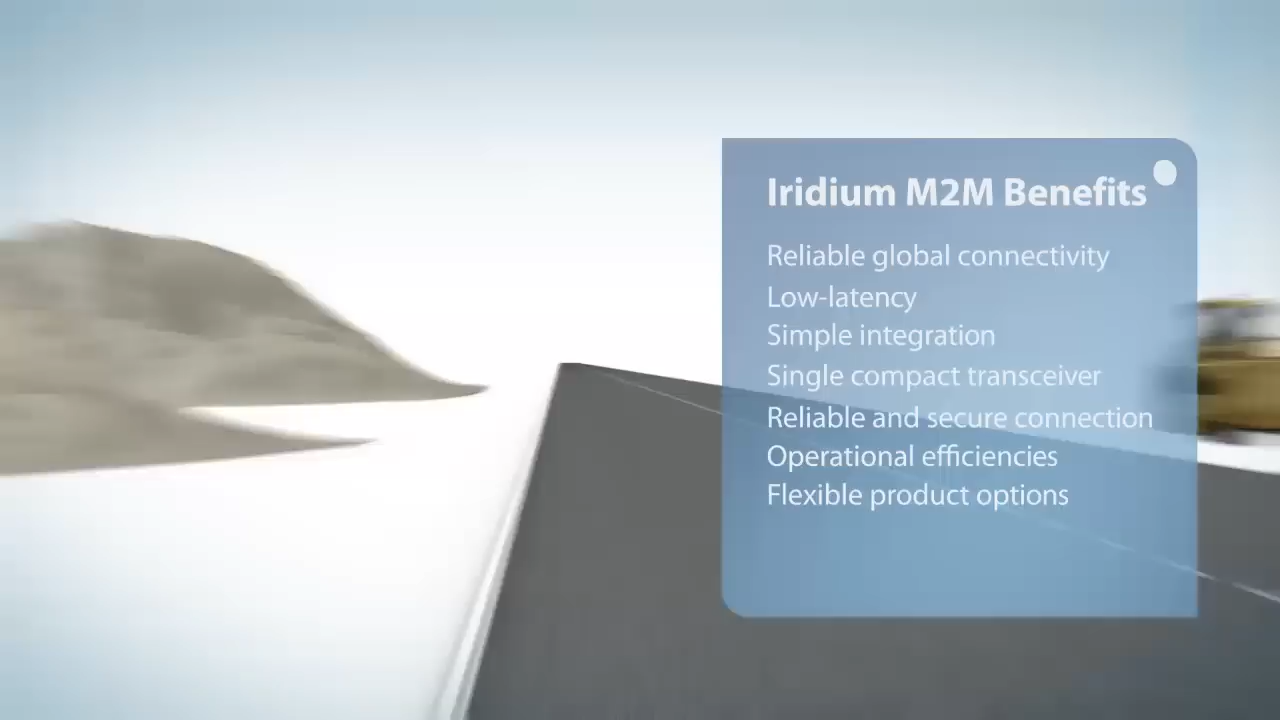 Iridium M2M Benefits
Reliable global connectivity
Low-latency
Simple integration
Single compact transceiver
Reliable and secure connection
Operational efficiencies
Flexible product options